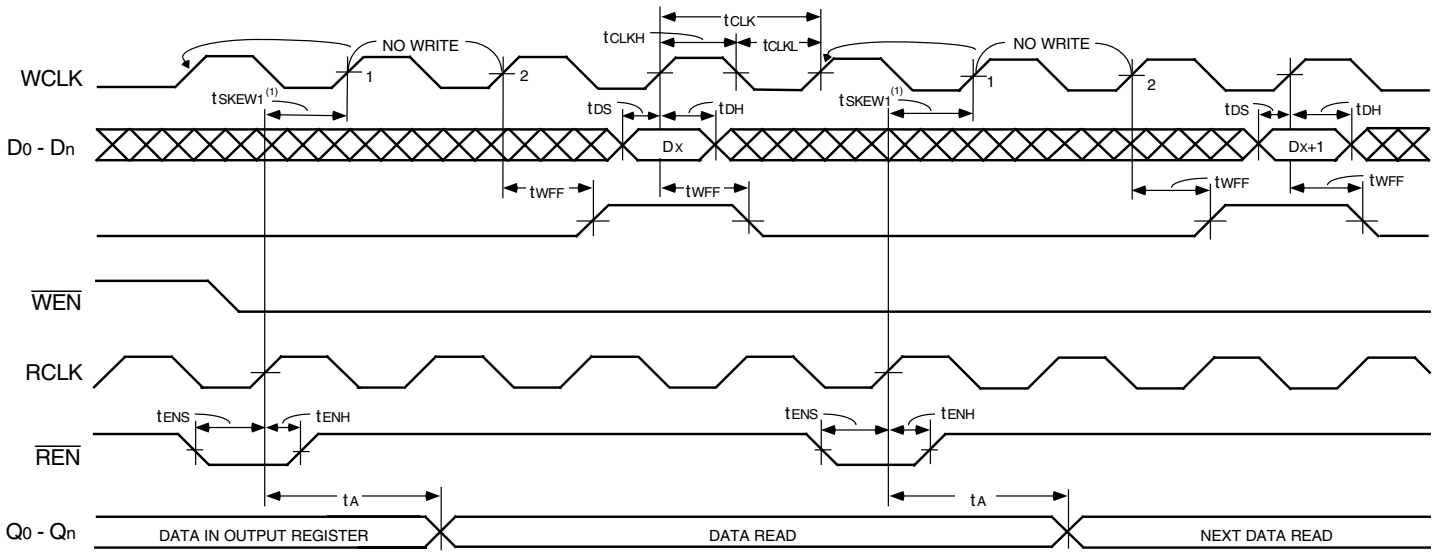 tCLK
tCLKH tCLKL
NO WRITE NO WRITE
WCLK 1 2 1 2
tSKEW1(1) tSKEW1(1)
tDS tDH tDS tDH
D0 - Dn DX DX+1
tWFF tWFF tWFF tWFF
WEN
RCLK
tENS tENH tENS tENH
REN
tA tA
Q0 - Qn DATA IN OUTPUT REGISTER DATA READ NEXT DATA READ